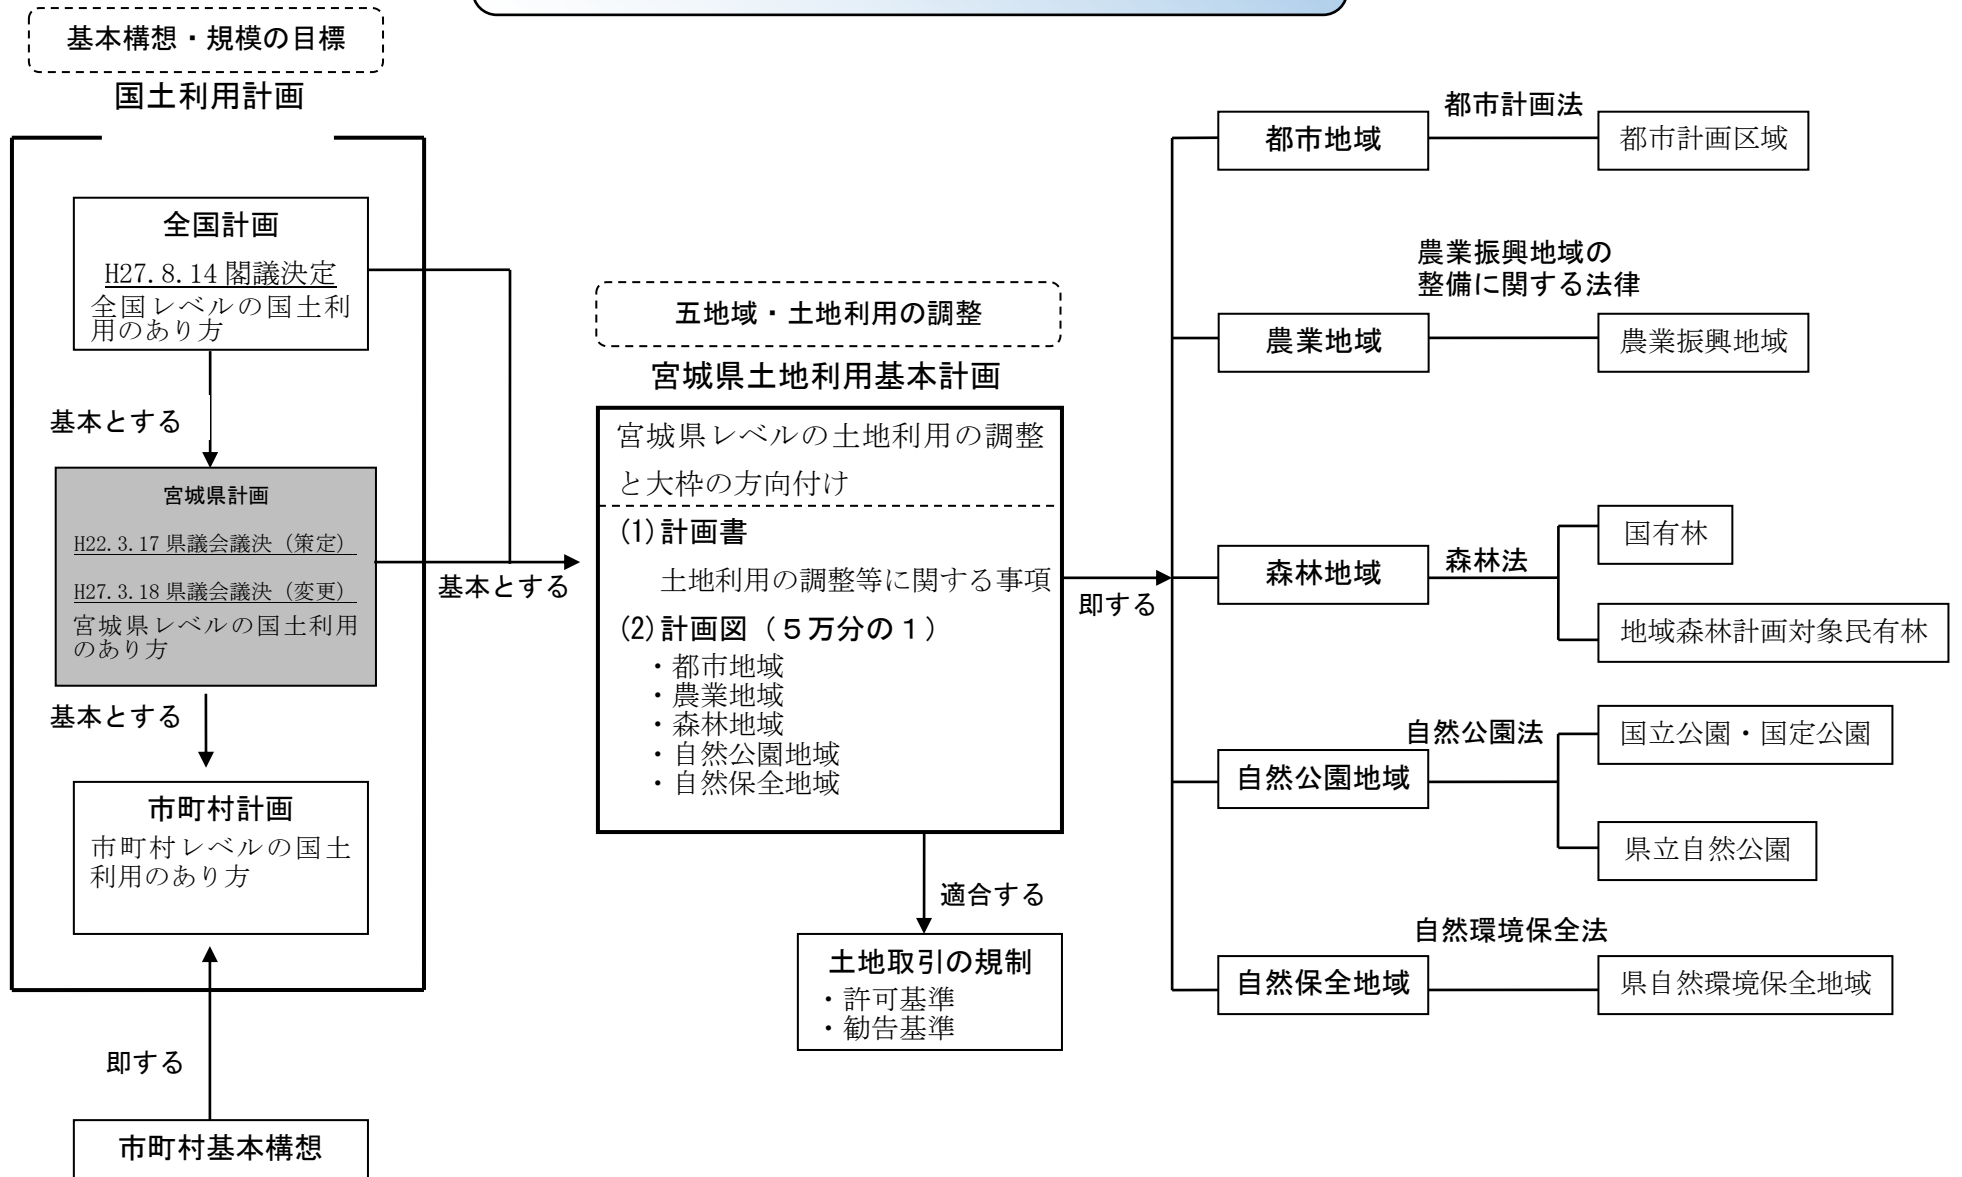 基本構想・規模の目標
国土利用計画
全国計画
H27.8.14 閣議決定
全国レベルの国土利
用のあり方
基本とする
宮城県計画
H22.3.17 県議会議決（策定）
H27.3.18 県議会議決（変更）
宮城県レベルの国土利用
のあり方
基本とする
市町村計画
市町村レベルの国土
利用のあり方
即する
市町村基本構想
基本とする
五地域・土地利用の調整
宮城県土地利用基本計画
宮城県レベルの土地利用の調整
と大枠の方向付け
(1)計画書
土地利用の調整等に関する事項
(2)計画図（５万分の１）
・都市地域
・農業地域
・森林地域
・自然公園地域
・自然保全地域
適合する
土地取引の規制
・許可基準
・勧告基準
即する
都市地域
都市計画法
都市計画区域
農業振興地域の
整備に関する法律
農業地域
農業振興地域
森林地域
森林法
国有林
地域森林計画対象民有林
自然公園法
自然公園地域
国立公園・国定公園
県立自然公園
自然環境保全法
自然保全地域
県自然環境保全地域